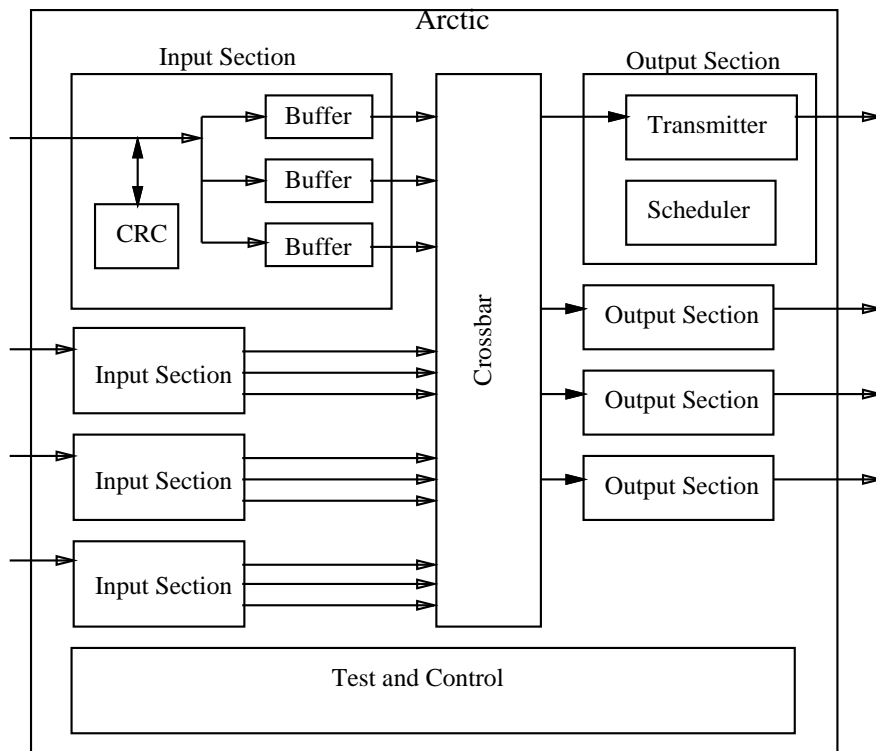 Arctic
Input Section
Output Section
Buffer
Transmitter
Buffer
Scheduler
CRC
Buffer
Crossbar
Output Section
Input Section
Output Section
Input Section
Output Section
Input Section
Test and Control